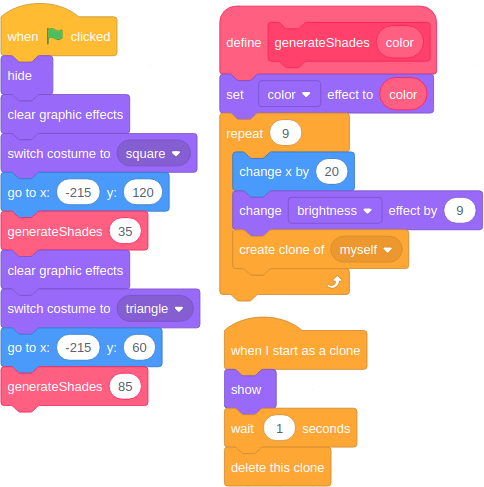 when clicked
hide
clear graphic effects
switch costume to square
go to x: -215 y: 120
generateShades 35
clear graphic effects
switch costume to triangle
go to x: -215 y: 60
generateShades 85
define generateShades color
set color effect to color
repeat 9
change x by 20
change brightness effect by 9
create clone of myself
when I start as a clone
show
wait 1 seconds
delete this clone